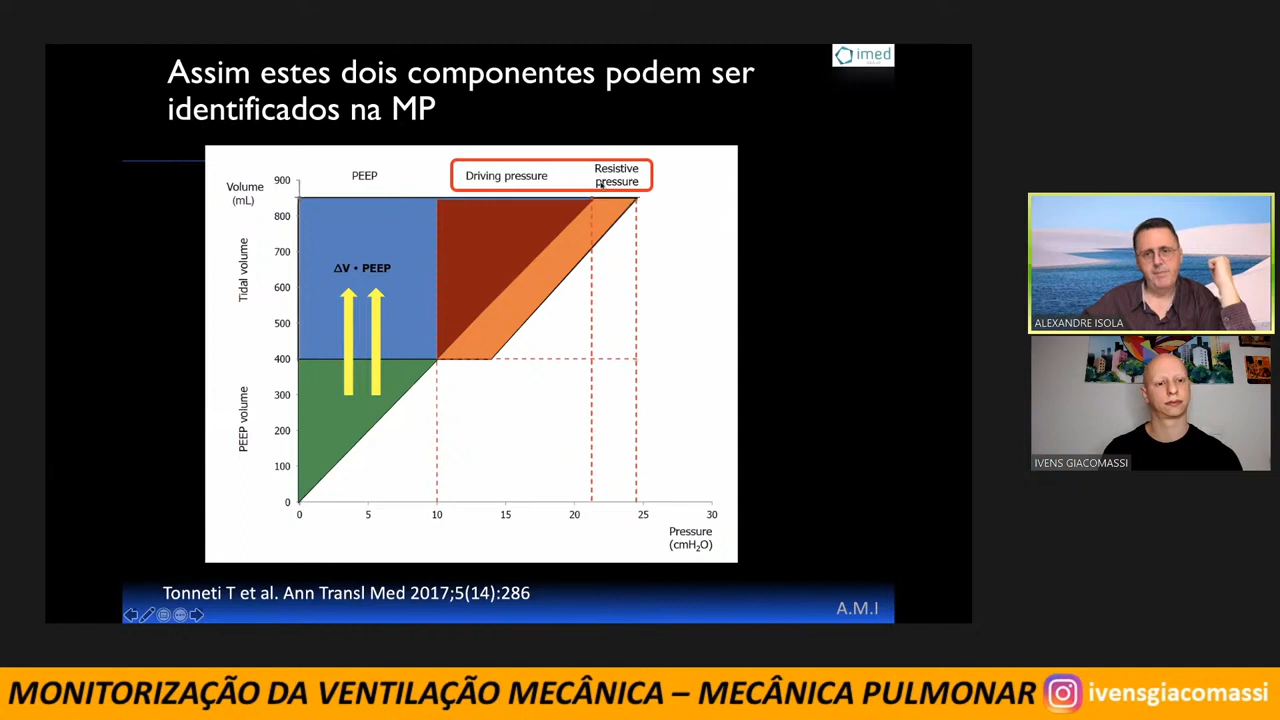 Assim estes dois componentes podem ser
identificados na MP
imed
PEEP
Driving pressure
Resistive
pressure
Volume
(mL)
900
800
700
600
500
400
300
200
100
0
Tidal volume
PEEP volume
ΔV • PEEP
0
5
10
15
20
25
30
Pressure
(cmH₂O)
Tonneti T et al. Ann Transl Med 2017;5(14):286
A.M.I
ALEXANDRE ISOLA
IVENS GIACOMASSI
MONITORIZAÇÃO DA VENTILAÇÃO MECÂNICA – MECÂNICA PULMONAR
ivensgiacomassi